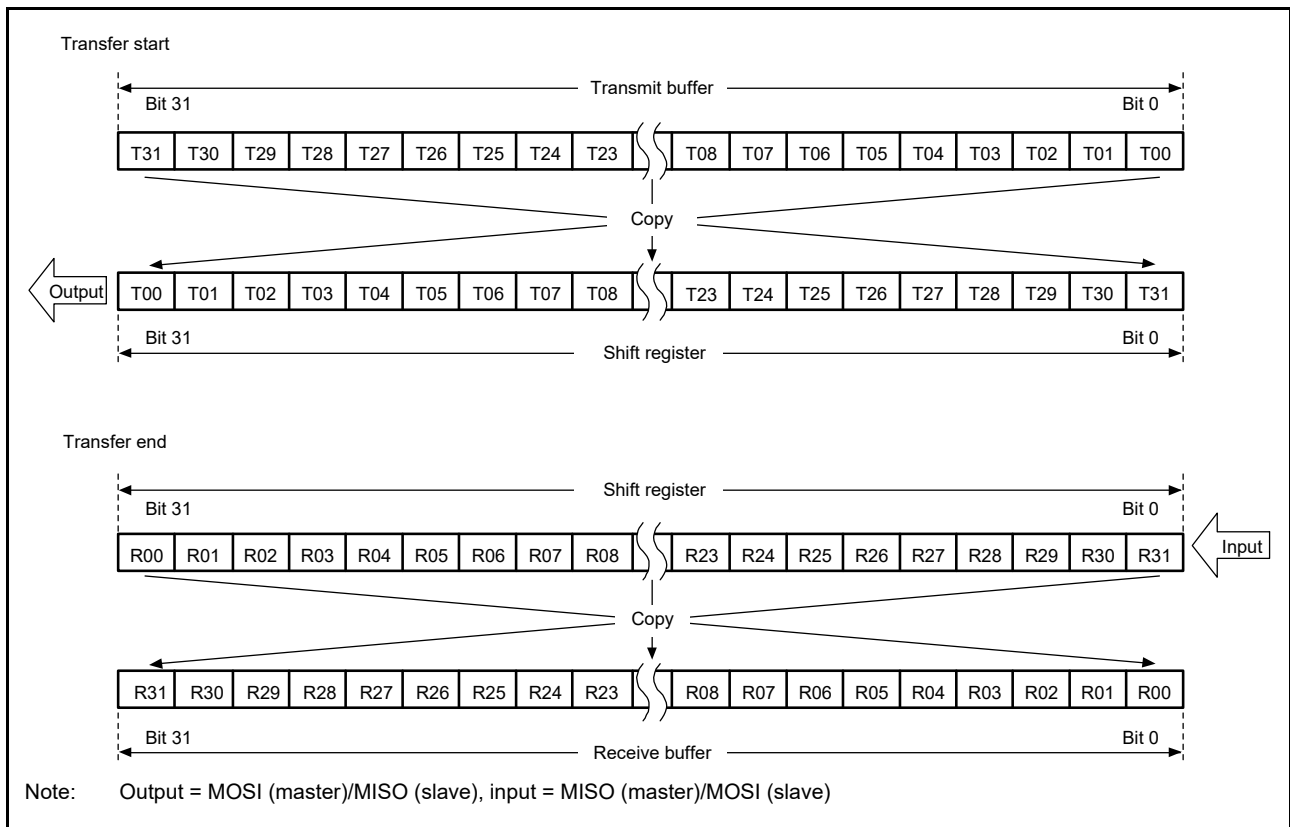 Transfer start
Transmit buffer
Bit 31 Bit 0
T31 T30 T29 T28 T27 T26 T25 T24 T23 T08 T07 T06 T05 T04 T03 T02 T01 T00
Copy
Output T00 T01 T02 T03 T04 T05 T06 T07 T08 T23 T24 T25 T26 T27 T28 T29 T30 T31
Bit 31 Bit 0
Shift register
Transfer end
Shift register
Bit 31 Bit 0
R00 R01 R02 R03 R04 R05 R06 R07 R08 R23 R24 R25 R26 R27 R28 R29 R30 R31 Input
Copy
R31 R30 R29 R28 R27 R26 R25 R24 R23 R08 R07 R06 R05 R04 R03 R02 R01 R00
Bit 31 Bit 0
Receive buffer
Note: Output = MOSI (master)/MISO (slave), input = MISO (master)/MOSI (slave)